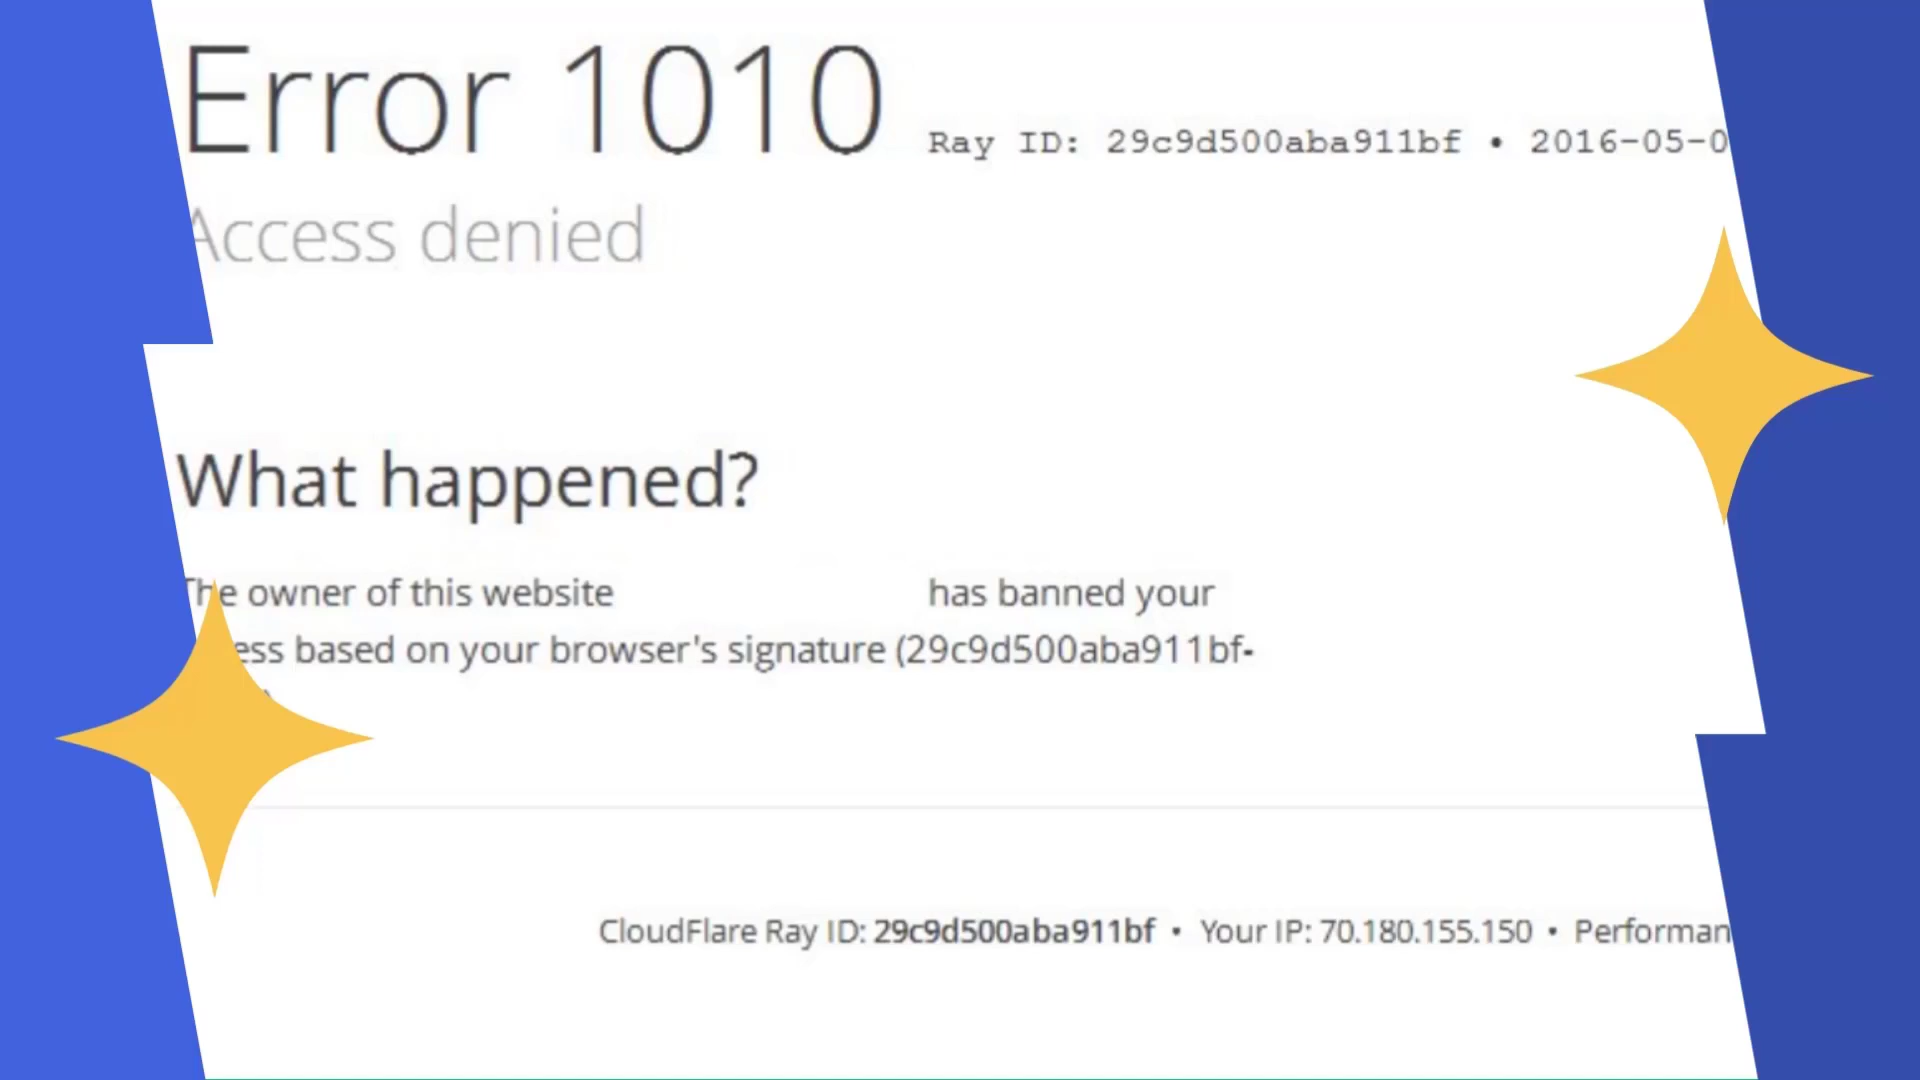 Error 1010 Ray ID: 29c9d500aba911bf • 2016-05-0
Access denied
What happened?
The owner of this website has banned your
ess based on your browser's signature (29c9d500aba911bf-
CloudFlare Ray ID: 29c9d500aba911bf • Your IP: 70.180.155.150 • Performan